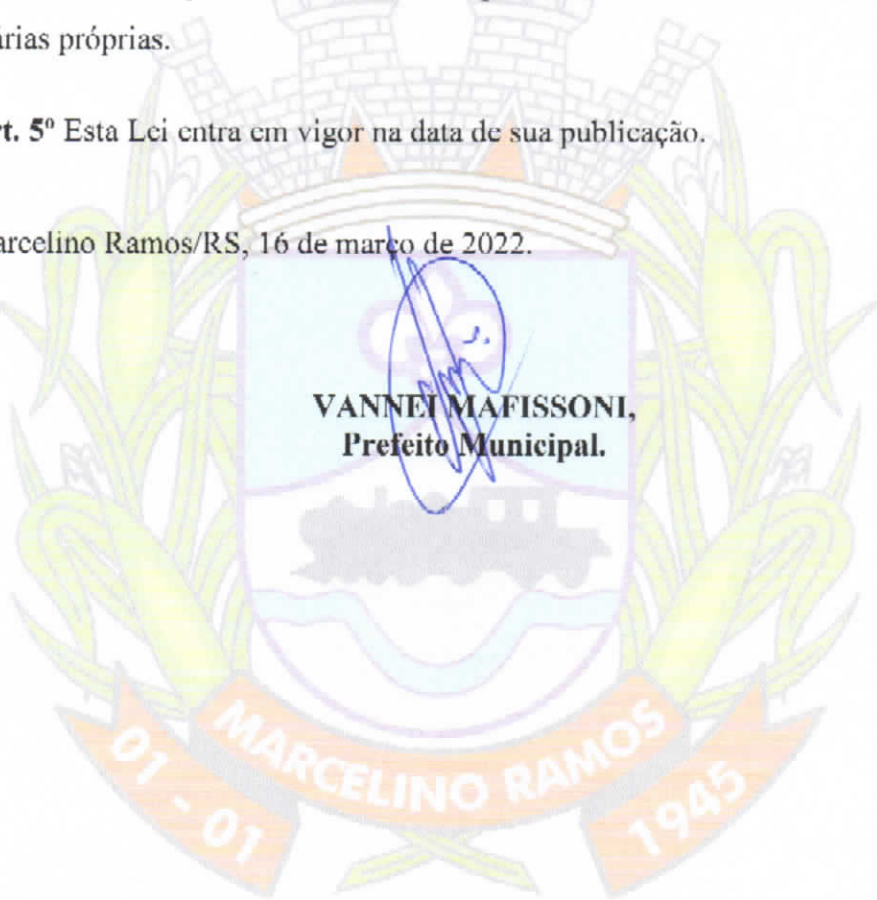 árias próprias.
rt. 5º Esta Lei entra em vigor na data de sua publicação.
arcelino Ramos/RS, 16 de março de 2022.
VANNEI MAFISSONI,
Prefeito Municipal.
01 - 01
MARCELINO RAMOS
1945